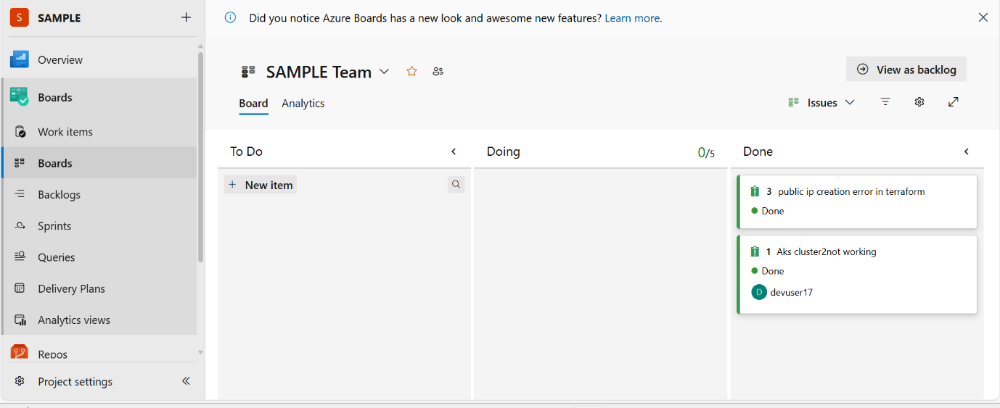 S SAMPLE +
Did you notice Azure Boards has a new look and awesome new features? Learn more.
Overview
Boards
Work items
Boards
Backlogs
Sprints
Queries
Delivery Plans
Analytics views
Repos
Project settings
SAMPLE Team
View as backlog
Board Analytics
Issues
To Do
Doing 0/5
Done
+ New item
3 public ip creation error in terraform
Done
1 Aks cluster2not working
Done
D devuser17